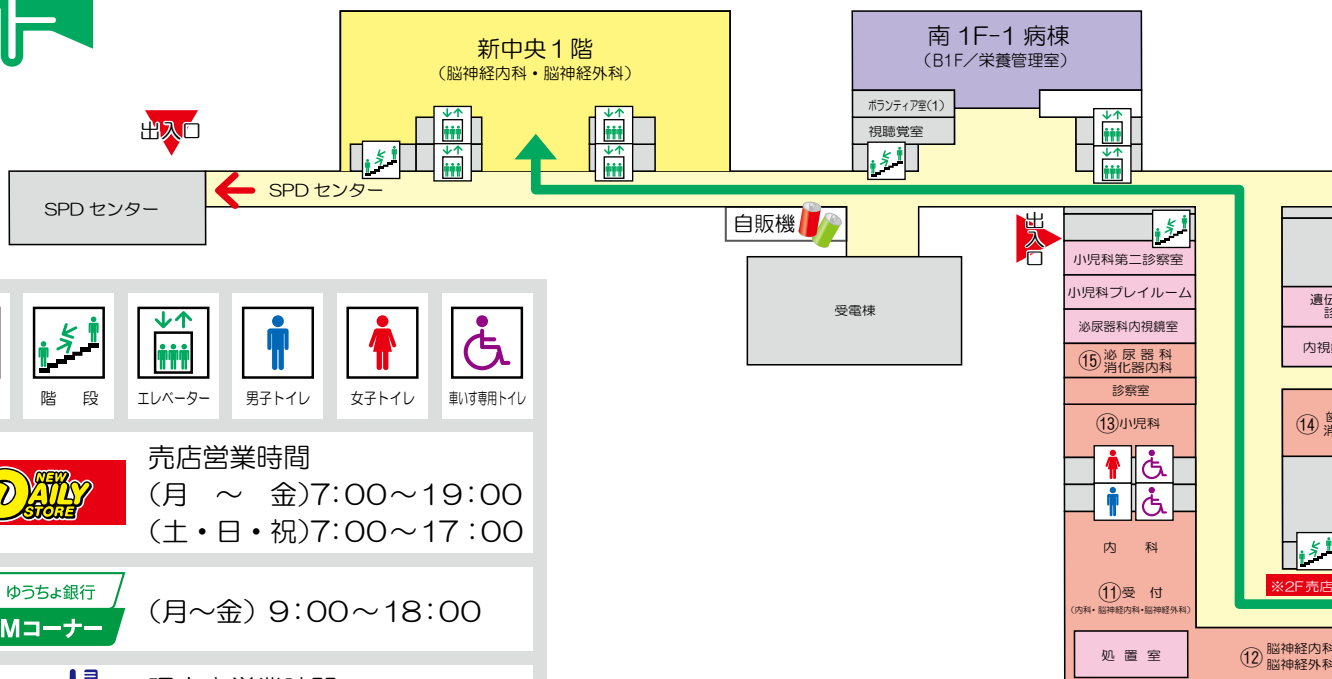 新中央1階
(脳神経内科・脳神経外科)
南 1F-1 病棟
(B1F/栄養管理室)
ボランティア室(1)
視聴覚室
出入口
SPD センター
SPD センター
自販機
受電棟
出入口
小児科第二診察室
小児科プレイルーム
泌尿器科内視鏡室
⑮ 泌尿器科
消化器内科
診察室
⑬小児科
内 科
⑪受 付
(内科・脳神経内科・脳神経外科)
処 置 室
⑭
内視
※2F売店
⑫ 脳神経内科
脳神経外科
階 段
エレベーター
男子トイレ
女子トイレ
車いす専用トイレ
NEW
DAILY
STORE
売店営業時間
(月 ~ 金)7:00~19:00
(土・日・祝)7:00~17:00
ゆうちょ銀行
Mコーナー
(月~金) 9:00~18:00